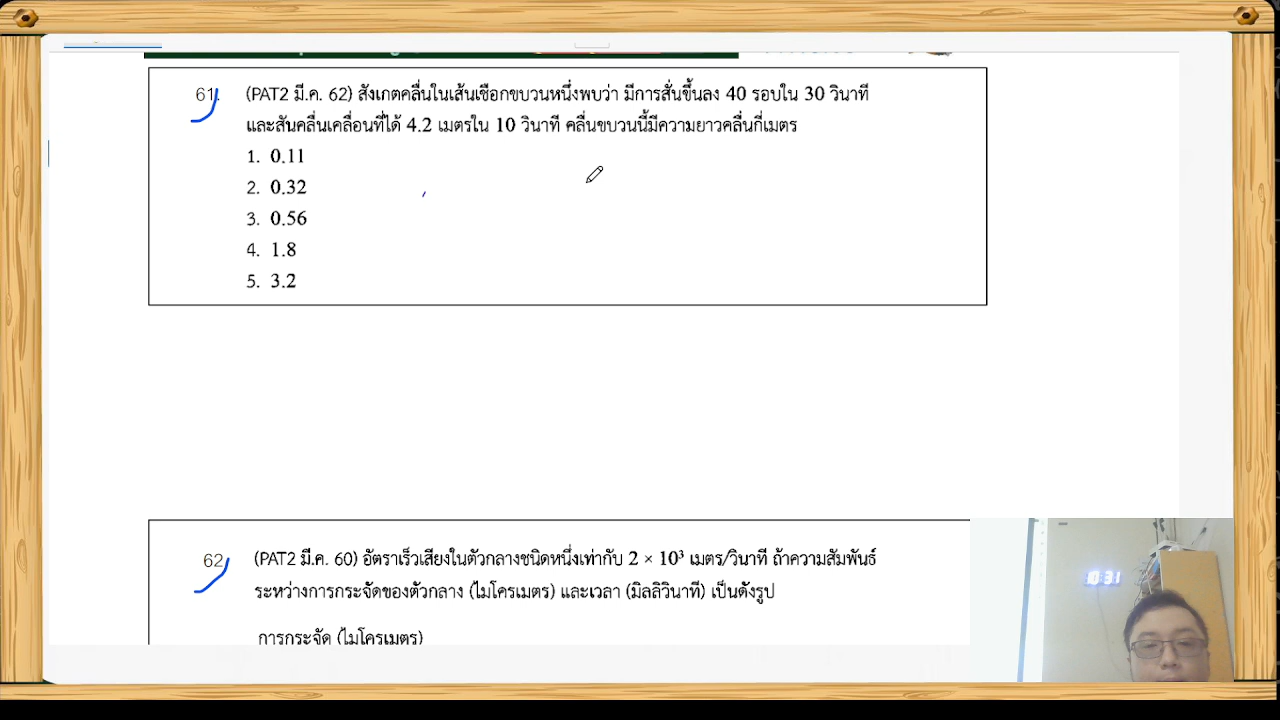 61.
(PAT2 มี.ค. 62) สังเกตคลื่นในเส้นเชือกขบวนหนึ่งพบว่า มีการสั่นขึ้นลง 40 รอบใน 30 วินาที
และสันคลื่นเคลื่อนที่ได้ 4.2 เมตรใน 10 วินาที คลื่นขบวนนี้มีความยาวคลื่นกี่เมตร
1. 0.11
2. 0.32
3. 0.56
4. 1.8
5. 3.2
62
(PAT2 มี.ค. 60) อัตราเร็วเสียงในตัวกลางชนิดหนึ่งเท่ากับ 2 × 10³ เมตร/วินาที ถ้าความสัมพันธ์
ระหว่างการกระจัดของตัวกลาง (ไมโครเมตร) และเวลา (มิลลิวินาที) เป็นดังรูป
การกระจัด (ไมโครเมตร)
10:31